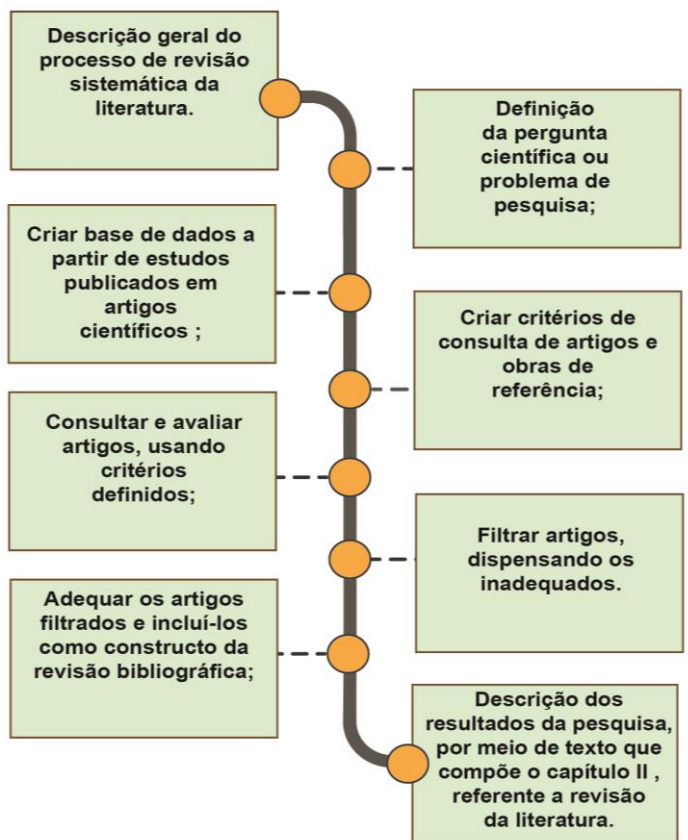 Descrição geral do
processo de revisão
sistemática da
literatura.
Definição
da pergunta
científica ou
problema de
pesquisa;
Criar base de dados a
partir de estudos
publicados em
artigos
científicos ;
Criar critérios de
consulta de artigos e
obras de
referência;
Consultar e avaliar
artigos, usando
critérios
definidos;
Filtrar artigos,
dispensando os
inadequados.
Adequar os artigos
filtrados e incluí-los
como constructo da
revisão bibliográfica;
Descrição dos
resultados da pesquisa,
por meio de texto que
compõe o capítulo II ,
referente a revisão
da literatura.